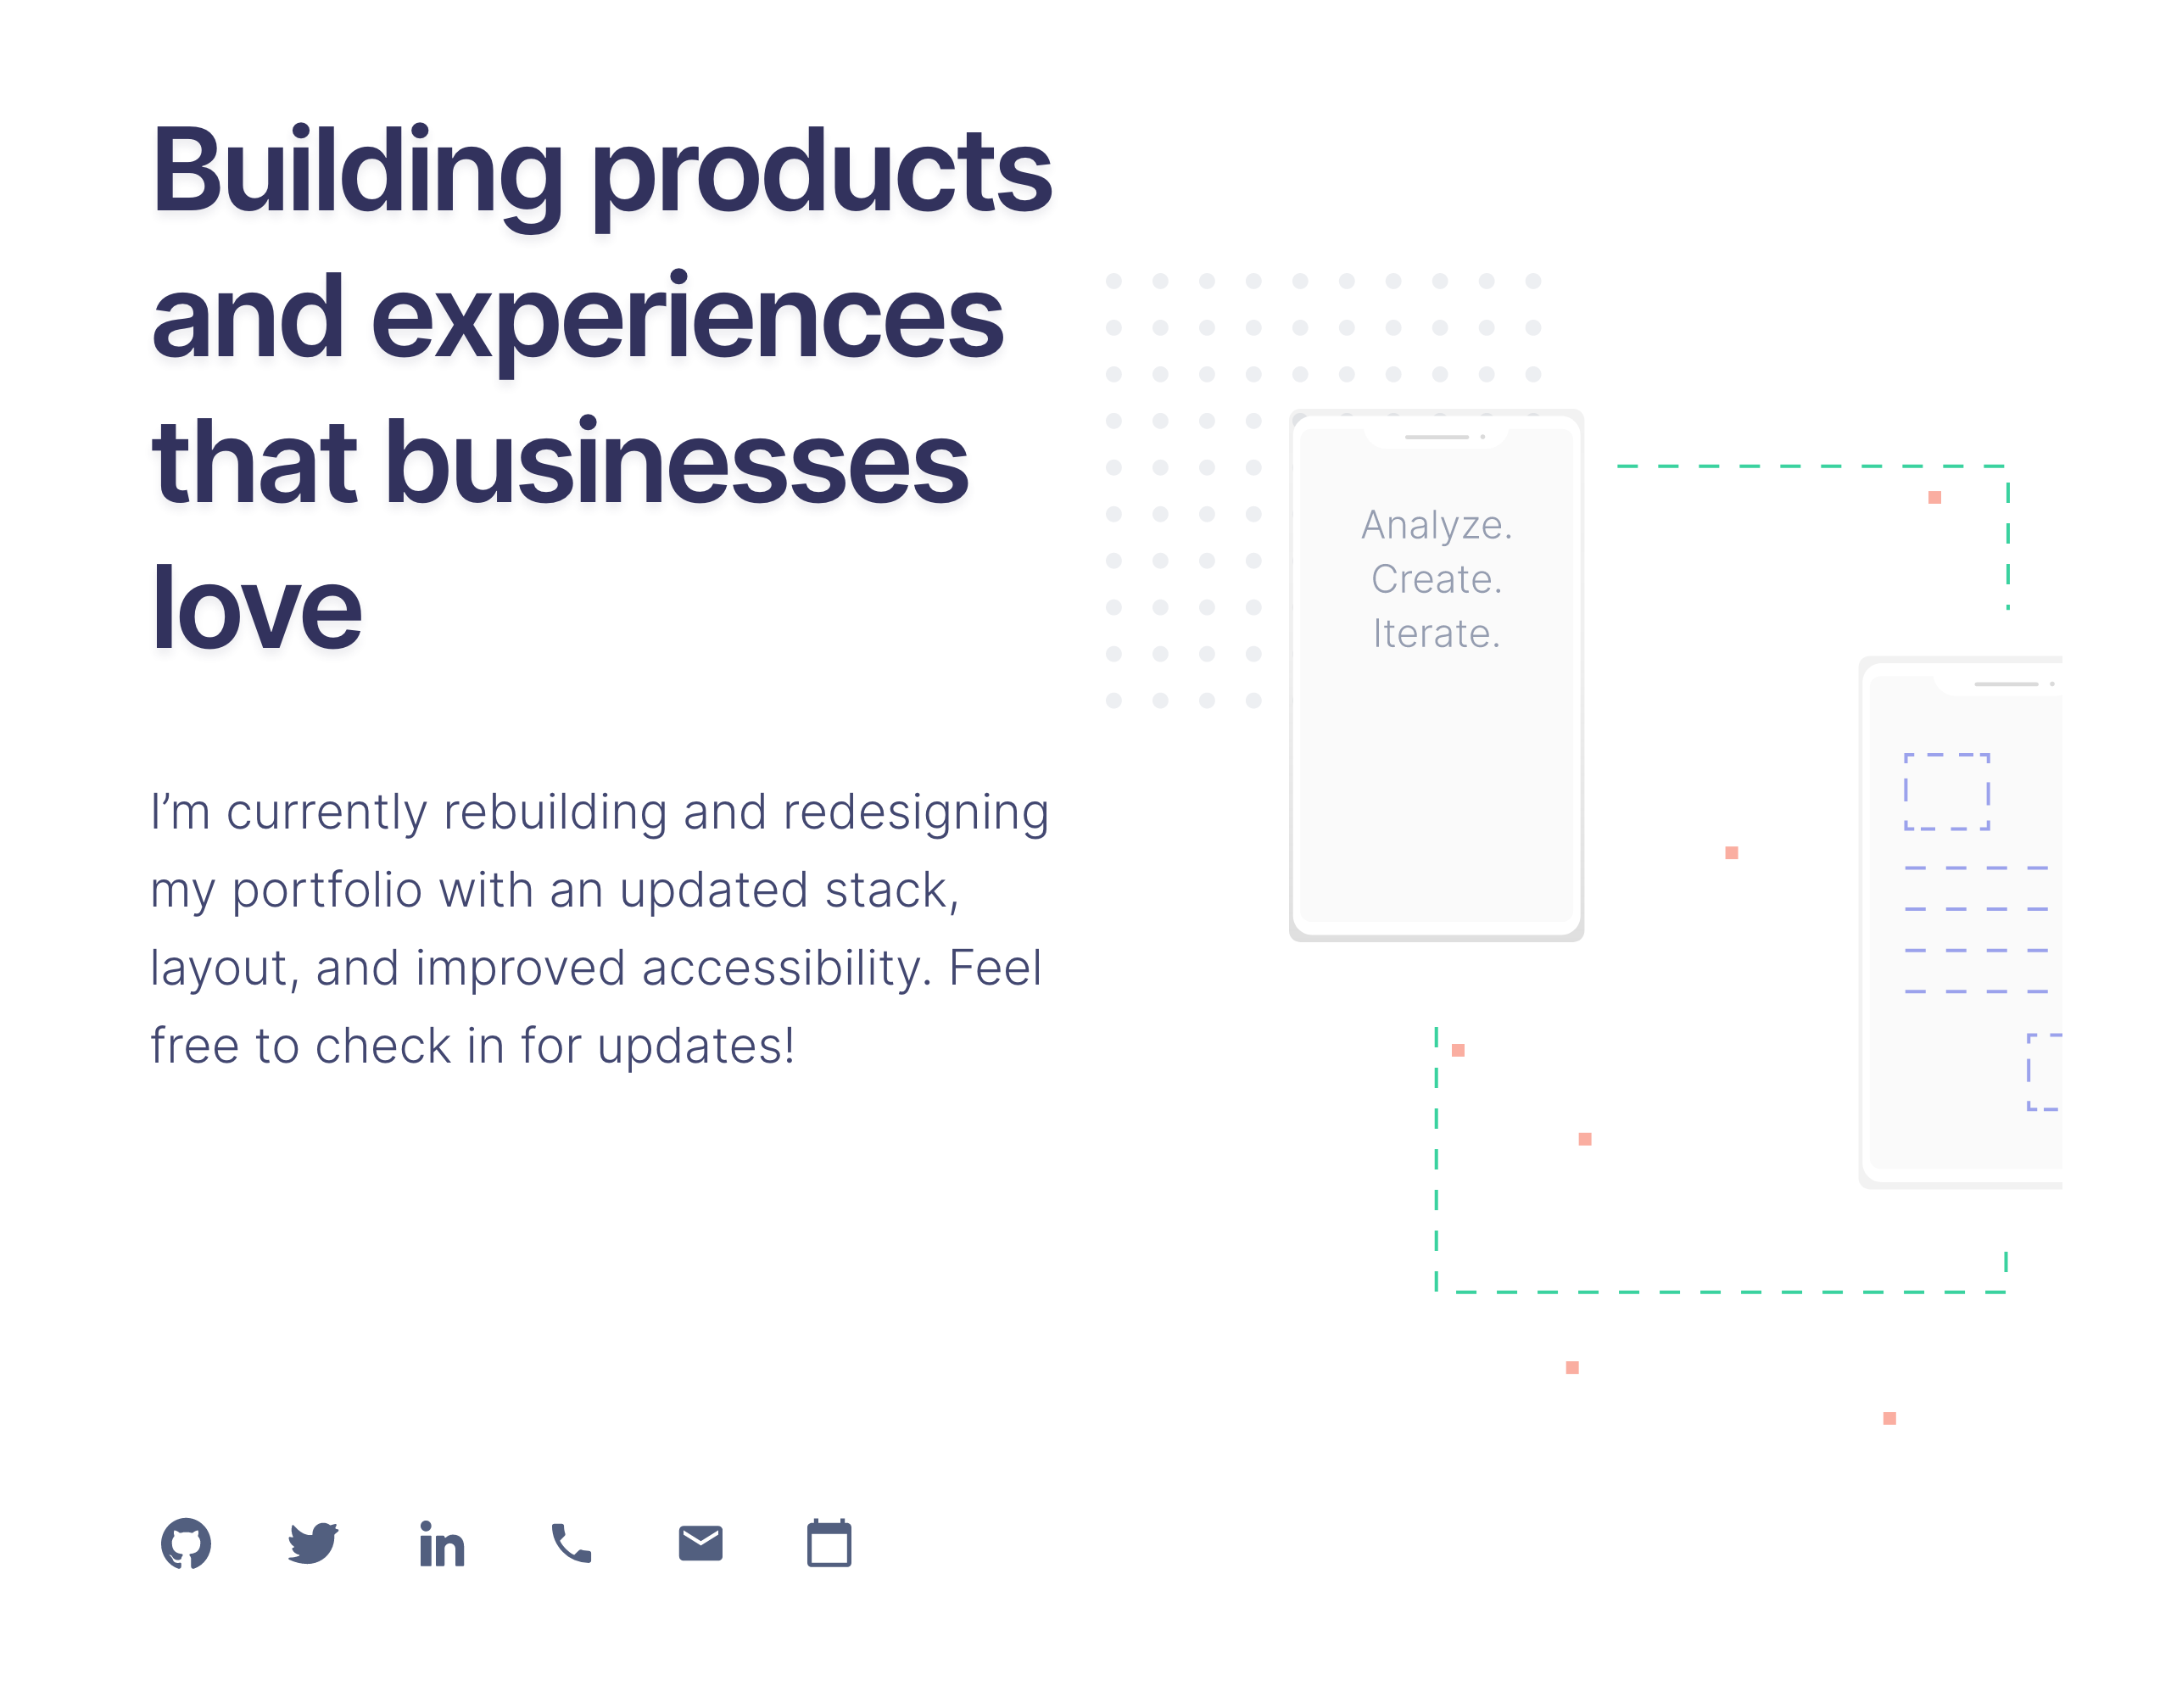 Building products
and experiences
that businesses
love
I’m currently rebuilding and redesigning
my portfolio with an updated stack,
layout, and improved accessibility. Feel
free to check in for updates!
Analyze.
Create.
Iterate.